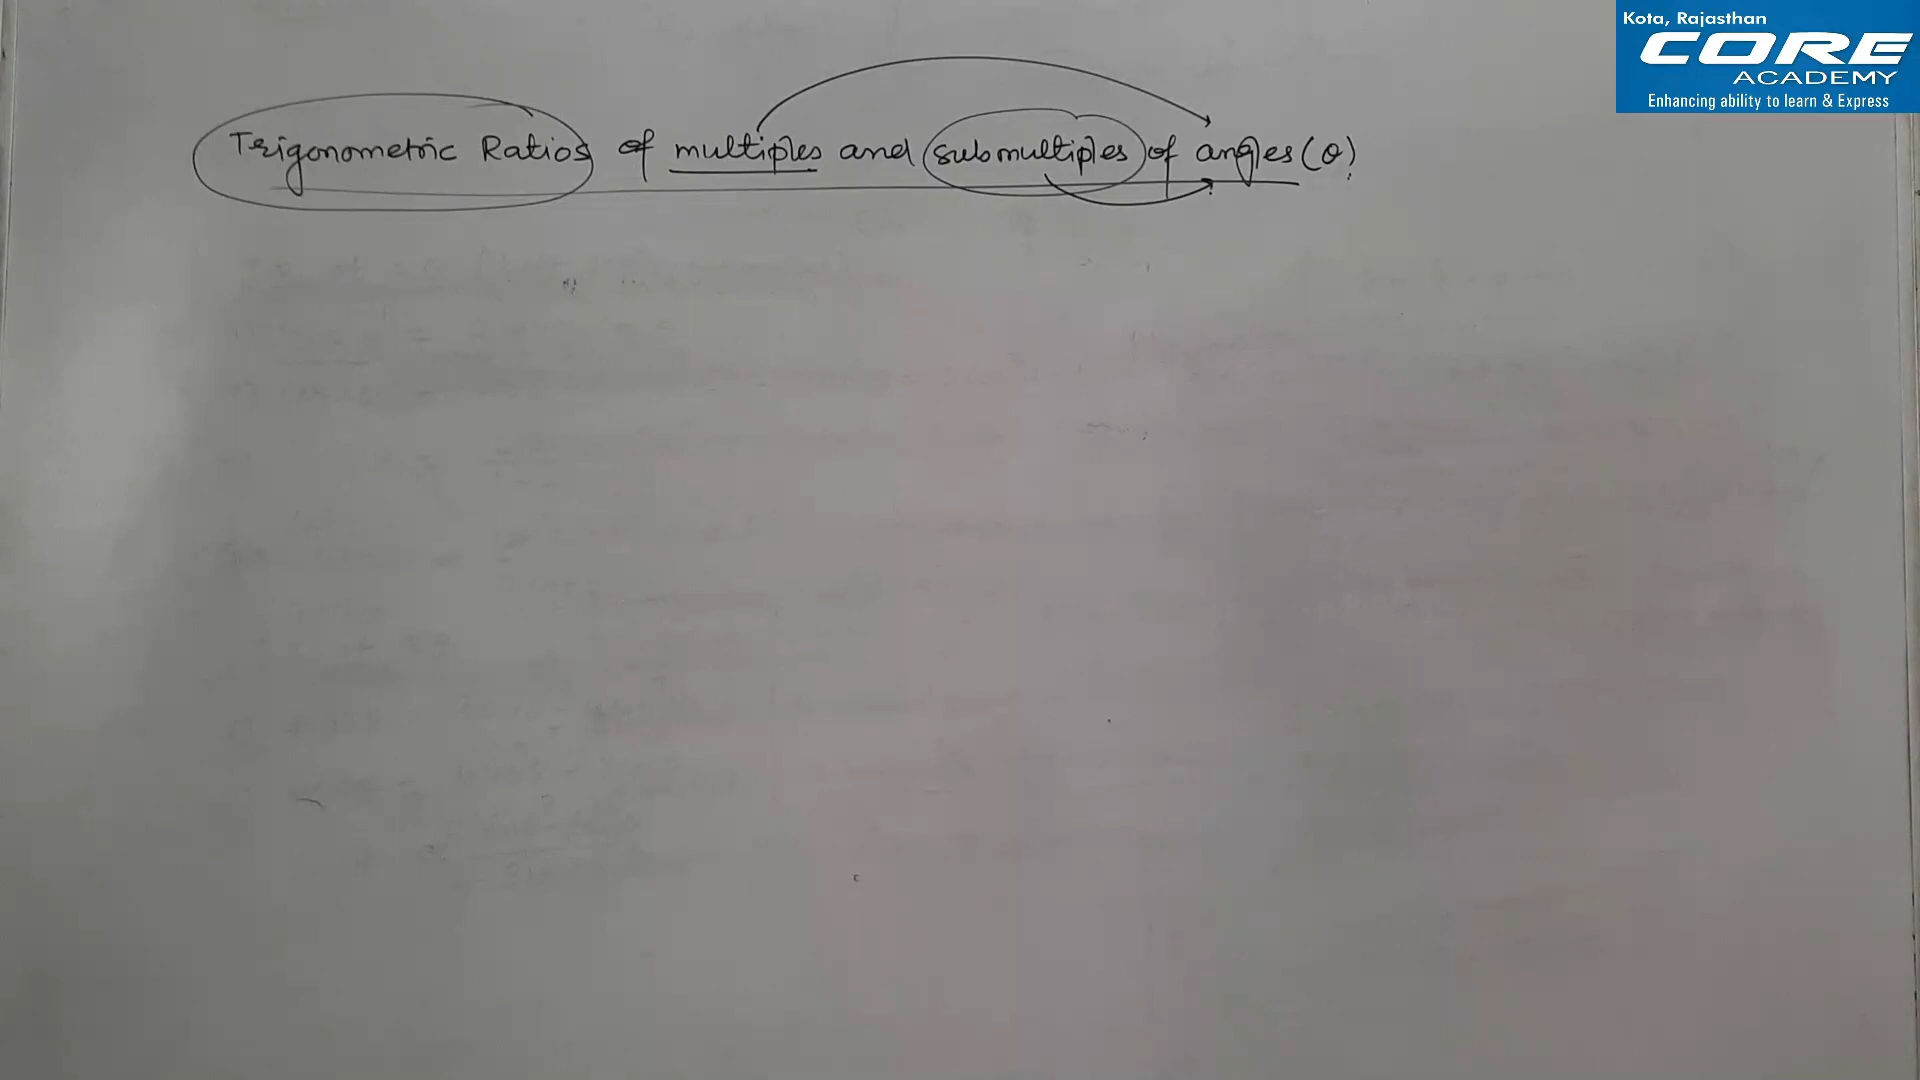 Kota, Rajasthan
CORE
ACADEMY
Enhancing ability to learn & Express
Trigonometric Ratios of multiples and submultiples of angles (θ)